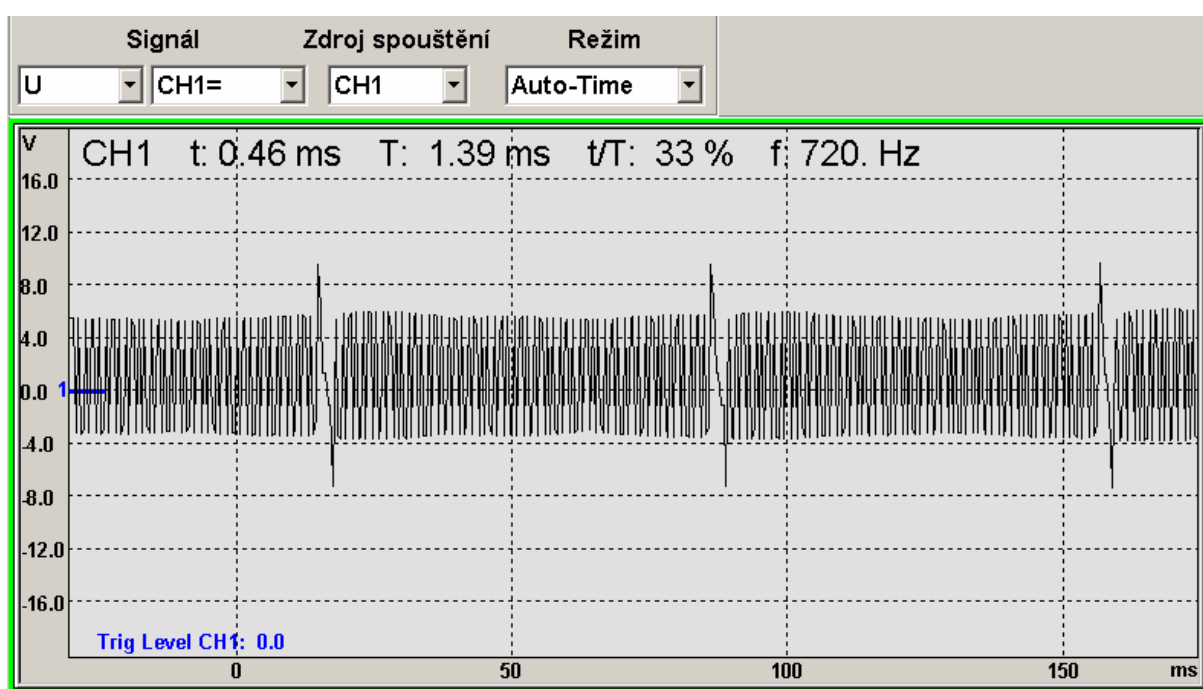 Signál Zdroj spouštění Režim
U CH1= CH1 Auto-Time
V
CH1 t: 0.46 ms T: 1.39 ms t/T: 33 % f: 720. Hz
16.0
12.0
8.0
4.0
0.0 1
-4.0
-8.0
-12.0
-16.0
Trig Level CH1: 0.0
0 50 100 150 ms